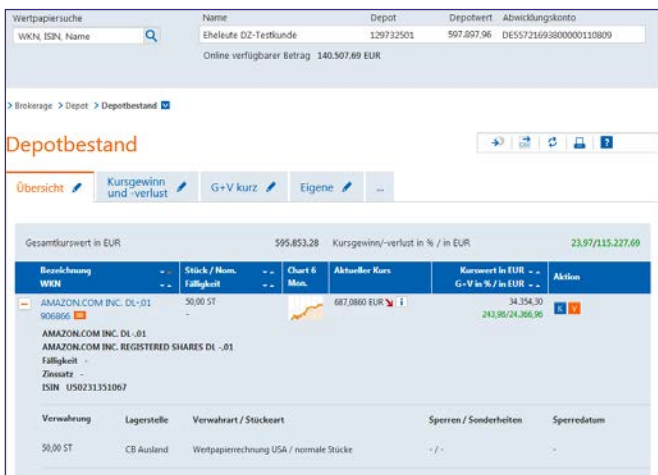 Wertpapiersuche Name Depot Depotwert Abwicklungskonto
WKN, ISIN, Name Eheleute DZ-Testkunde 129732501 597.897,96 DE55721693800000110809
Online verfügbarer Betrag 140.507,69 EUR
> Brokerage > Depot > Depotbestand
Depotbestand
CSV ?
Übersicht Kursgewinn und -verlust G+V kurz Eigene ...
Gesamtkurswert in EUR 595.853,28 Kursgewinn/-verlust in % / in EUR 23,97/115.227,69
Bezeichnung Stück / Nom. Chart 6 Aktueller Kurs Kurswert in EUR Aktion
WKN Fälligkeit Mon. G+V in % / in EUR
AMAZON.COM INC. DL-,01 50,00 ST 687,0860 EUR i 34.354,30 K V
906866 - 243,96/24.366,96
AMAZON.COM INC. DL -,01
AMAZON.COM INC. REGISTERED SHARES DL -,01
Fälligkeit -
Zinssatz -
ISIN US0231351067
Verwahrung Lagerstelle Verwahrart / Stückeart Sperren / Sonderheiten Sperredatum
50,00 ST CB Ausland Wertpapierrechnung USA / normale Stücke - / - -